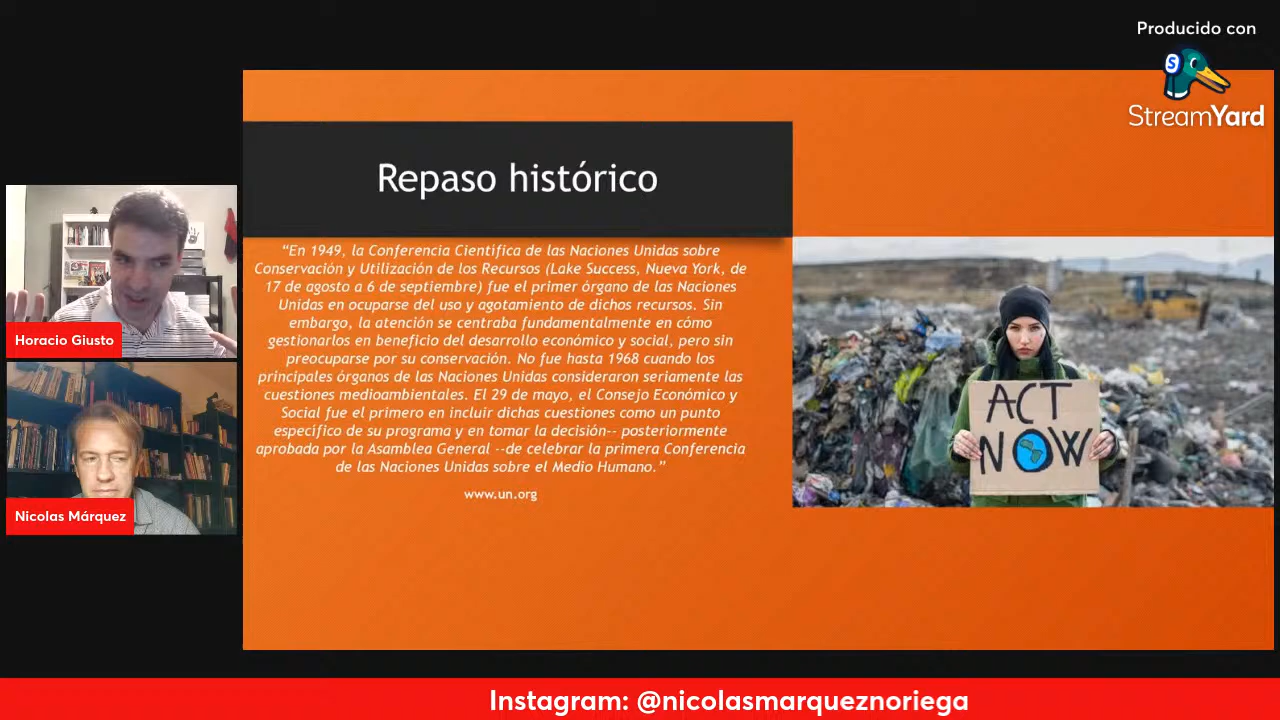 Producido con
StreamYard
Repaso histórico
“En 1949, la Conferencia Científica de las Naciones Unidas sobre
Conservación y Utilización de los Recursos (Lake Success, Nueva York, de
17 de agosto a 6 de septiembre) fue el primer órgano de las Naciones
Unidas en ocuparse del uso y agotamiento de dichos recursos. Sin
embargo, la atención se centraba fundamentalmente en cómo
gestionarlos en beneficio del desarrollo económico y social, pero sin
preocuparse por su conservación. No fue hasta 1968 cuando los
principales órganos de las Naciones Unidas consideraron seriamente las
cuestiones medioambientales. El 29 de mayo, el Consejo Económico y
Social fue el primero en incluir dichas cuestiones como un punto
específico de su programa y en tomar la decisión-- posteriormente
aprobada por la Asamblea General --de celebrar la primera Conferencia
de las Naciones Unidas sobre el Medio Humano.”
www.un.org
ACT
NOW
Horacio Giusto
Nicolas Márquez
Instagram: @nicolasmarqueznoriega